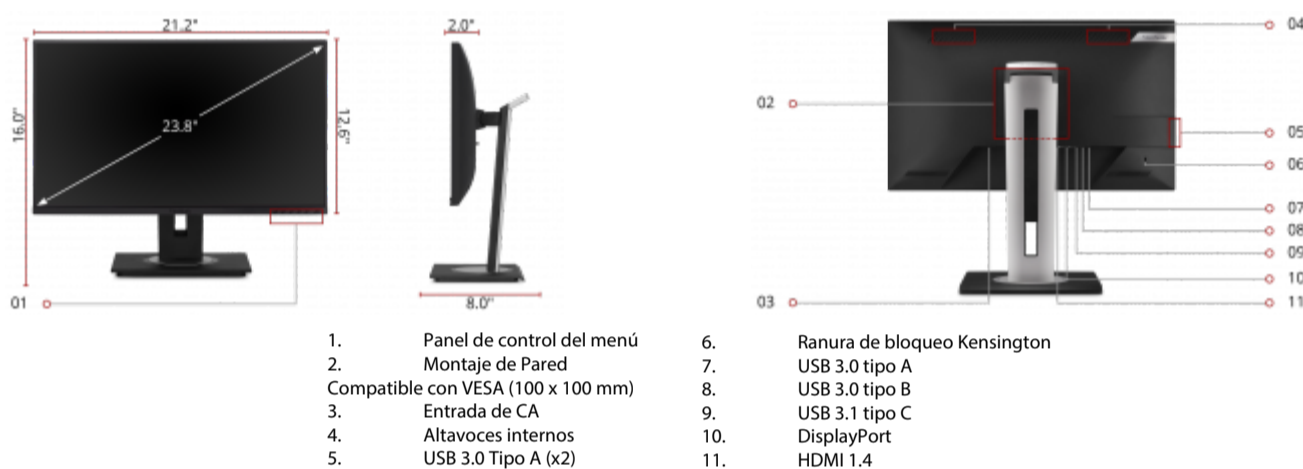 21.2"
2.0"
04
16.0"
23.8"
12.6"
02
05
06
07
08
09
10
01
8.0"
03
11
1. Panel de control del menú
2. Montaje de Pared
Compatible con VESA (100 x 100 mm)
3. Entrada de CA
4. Altavoces internos
5. USB 3.0 Tipo A (x2)
6. Ranura de bloqueo Kensington
7. USB 3.0 tipo A
8. USB 3.0 tipo B
9. USB 3.1 tipo C
10. DisplayPort
11. HDMI 1.4